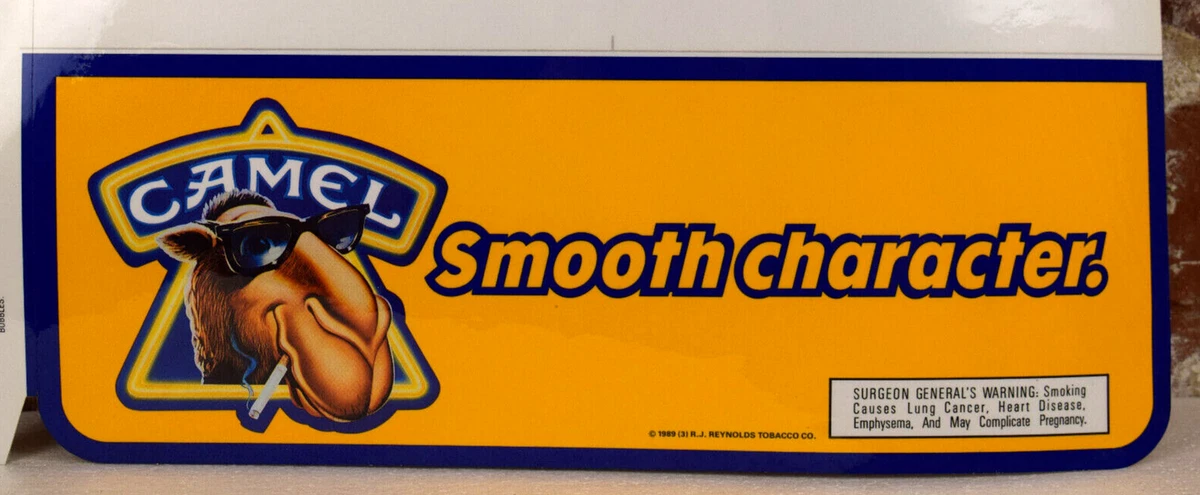 CAMEL
Smooth character.
SURGEON GENERAL'S WARNING: Smoking
Causes Lung Cancer, Heart Disease,
Emphysema, And May Complicate Pregnancy.
© 1989 (3) R.J. REYNOLDS TOBACCO CO.
BUBBLES.